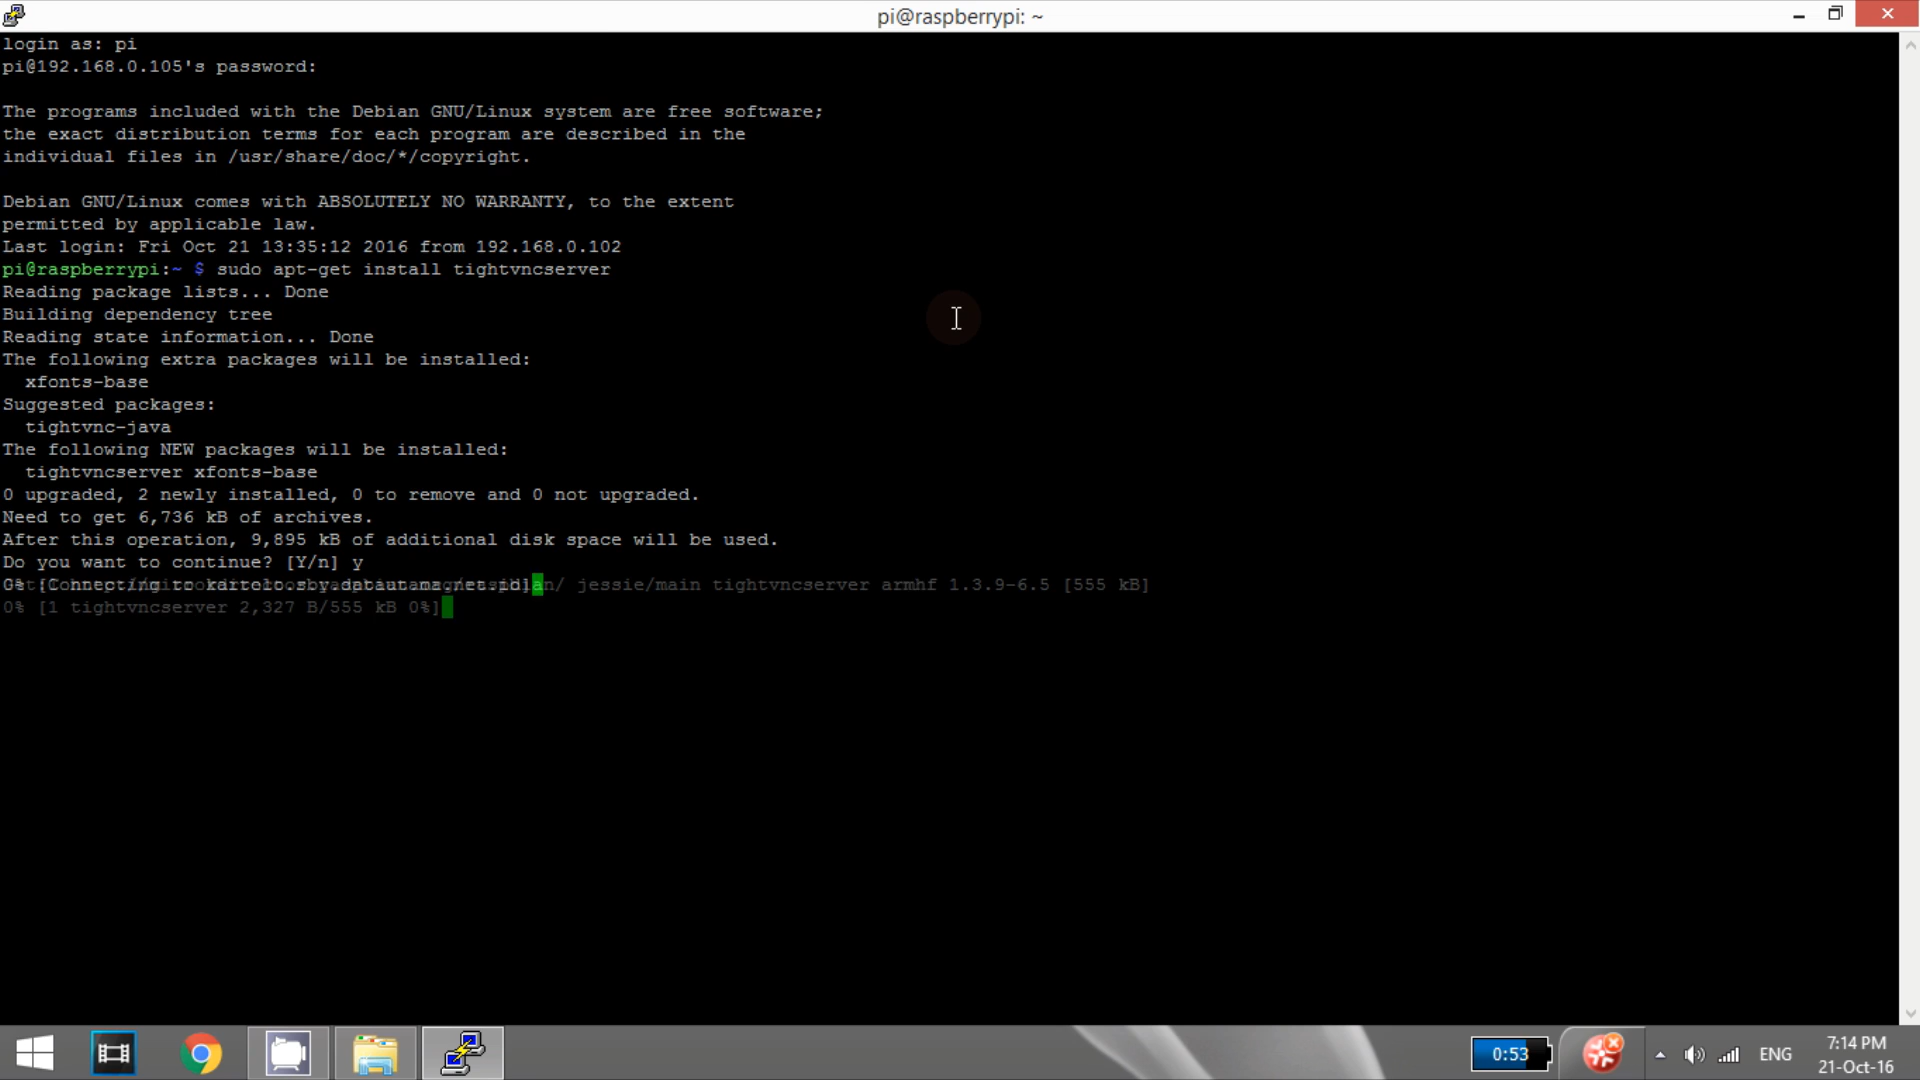 pi@raspberrypi: ~
login as: pi
pi@192.168.0.105's password:
The programs included with the Debian GNU/Linux system are free software;
the exact distribution terms for each program are described in the
individual files in /usr/share/doc/*/copyright.
Debian GNU/Linux comes with ABSOLUTELY NO WARRANTY, to the extent
permitted by applicable law.
Last login: Fri Oct 21 13:35:12 2016 from 192.168.0.102
pi@raspberrypi:~ $ sudo apt-get install tightvncserver
Reading package lists... Done
Building dependency tree
Reading state information... Done
The following extra packages will be installed:
  xfonts-base
Suggested packages:
  tightvnc-java
The following NEW packages will be installed:
  tightvncserver xfonts-base
0 upgraded, 2 newly installed, 0 to remove and 0 not upgraded.
Need to get 6,736 kB of archives.
After this operation, 9,895 kB of additional disk space will be used.
Do you want to continue? [Y/n] y
jessie/main tightvncserver armhf 1.3.9-6.5 [555 kB]
0% [1 tightvncserver 2,327 B/555 kB 0%]
0:53
ENG
7:14 PM
21-Oct-16